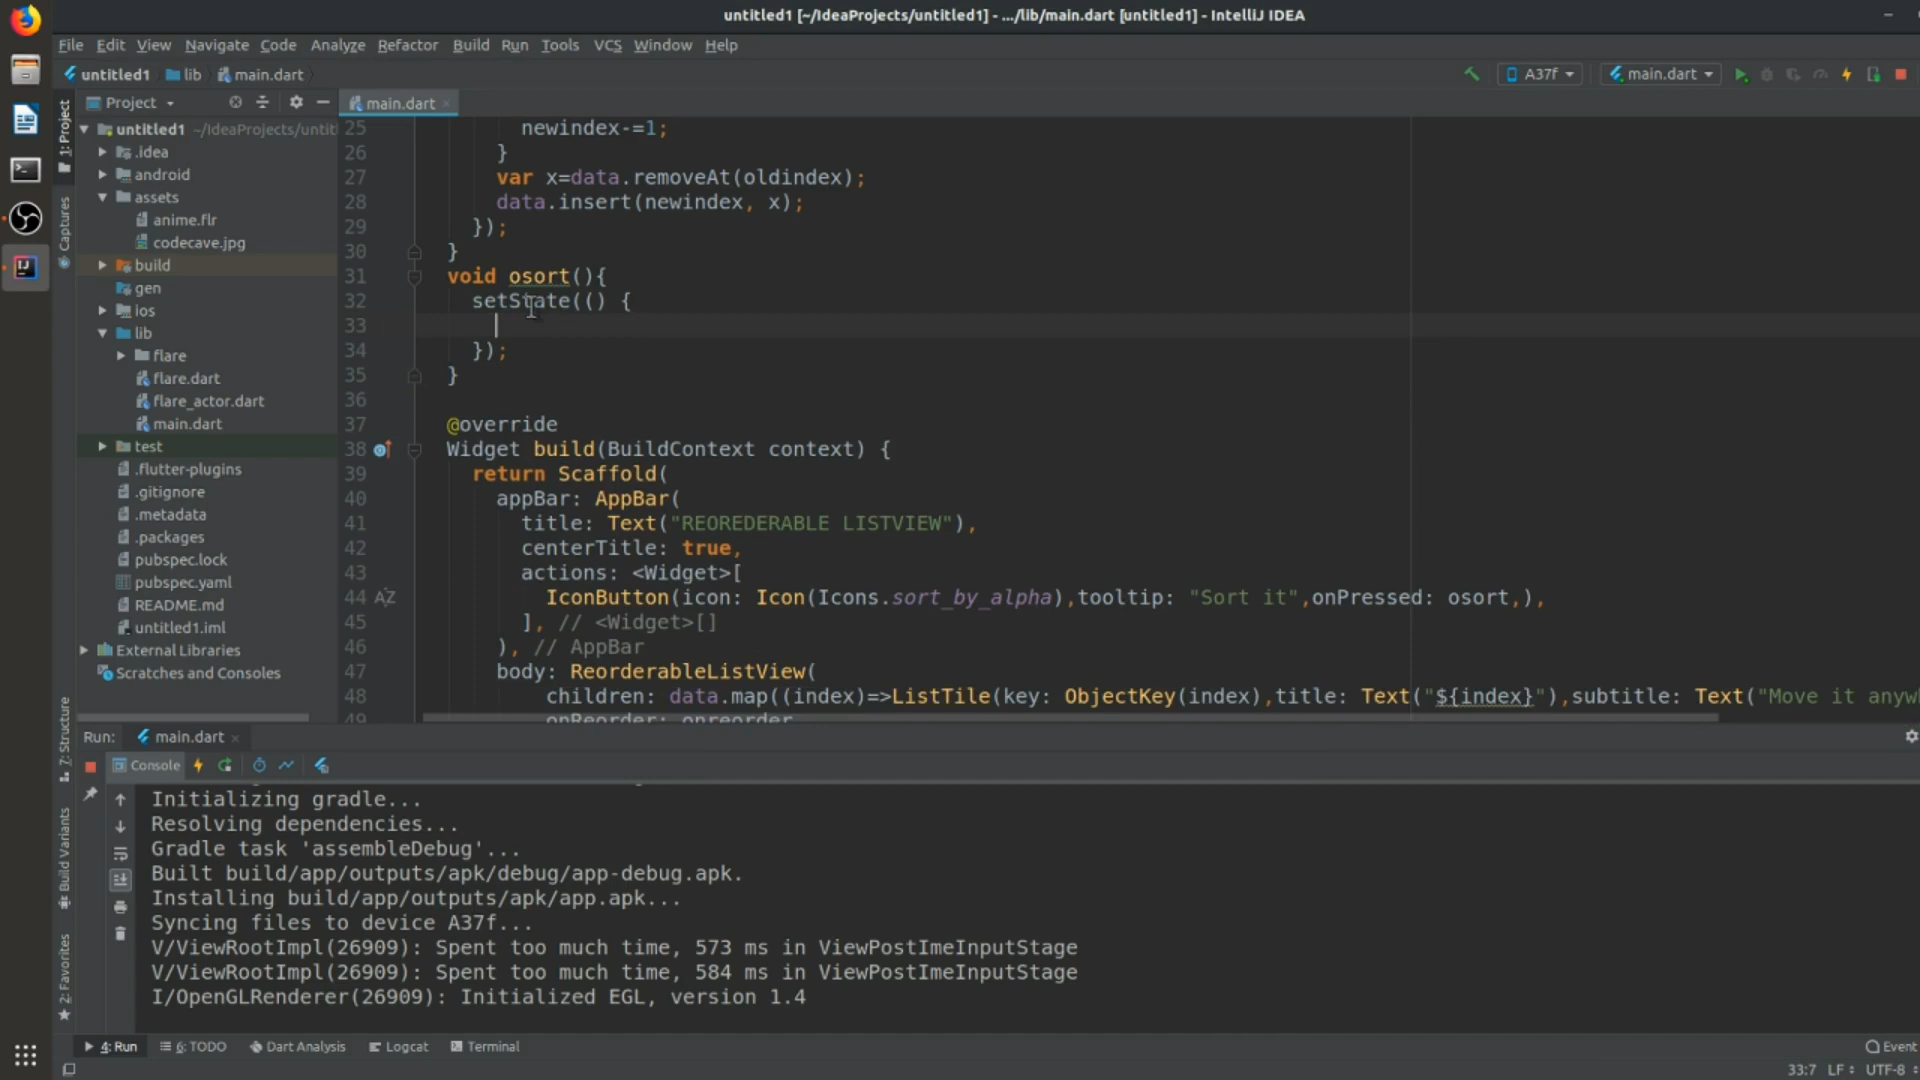 untitled1 [~/IdeaProjects/untitled1] - .../lib/main.dart [untitled1] - IntelliJ IDEA
File Edit View Navigate Code Analyze Refactor Build Run Tools VCS Window Help
untitled1 lib main.dart A37f main.dart
1: Project
Captures
7: Structure
Build Variants
2: Favorites
Project
untitled1 ~/IdeaProjects/untit
.idea
android
assets
anime.flr
codecave.jpg
build
gen
ios
lib
flare
flare.dart
flare_actor.dart
main.dart
test
.flutter-plugins
.gitignore
.metadata
.packages
pubspec.lock
pubspec.yaml
README.md
untitled1.iml
External Libraries
Scratches and Consoles
main.dart
25 newindex-=1;
26 }
27 var x=data.removeAt(oldindex);
28 data.insert(newindex, x);
29 });
30 }
31 void osort(){
32 setState(() {
33
34 });
35 }
36
37 @override
38 Widget build(BuildContext context) {
39 return Scaffold(
40 appBar: AppBar(
41 title: Text("REOREDERABLE LISTVIEW"),
42 centerTitle: true,
43 actions: <Widget>[
44 IconButton(icon: Icon(Icons.sort_by_alpha),tooltip: "Sort it",onPressed: osort,),
45 ], // <Widget>[]
46 ), // AppBar
47 body: ReorderableListView(
48 children: data.map((index)=>ListTile(key: ObjectKey(index),title: Text("${index}"),subtitle: Text("Move it anyw
49 onReorder: onreorder
Run: main.dart
Console
Initializing gradle...
Resolving dependencies...
Gradle task 'assembleDebug'...
Built build/app/outputs/apk/debug/app-debug.apk.
Installing build/app/outputs/apk/app.apk...
Syncing files to device A37f...
V/ViewRootImpl(26909): Spent too much time, 573 ms in ViewPostImeInputStage
V/ViewRootImpl(26909): Spent too much time, 584 ms in ViewPostImeInputStage
I/OpenGLRenderer(26909): Initialized EGL, version 1.4
4: Run 6: TODO Dart Analysis Logcat Terminal Event
33:7 LF UTF-8